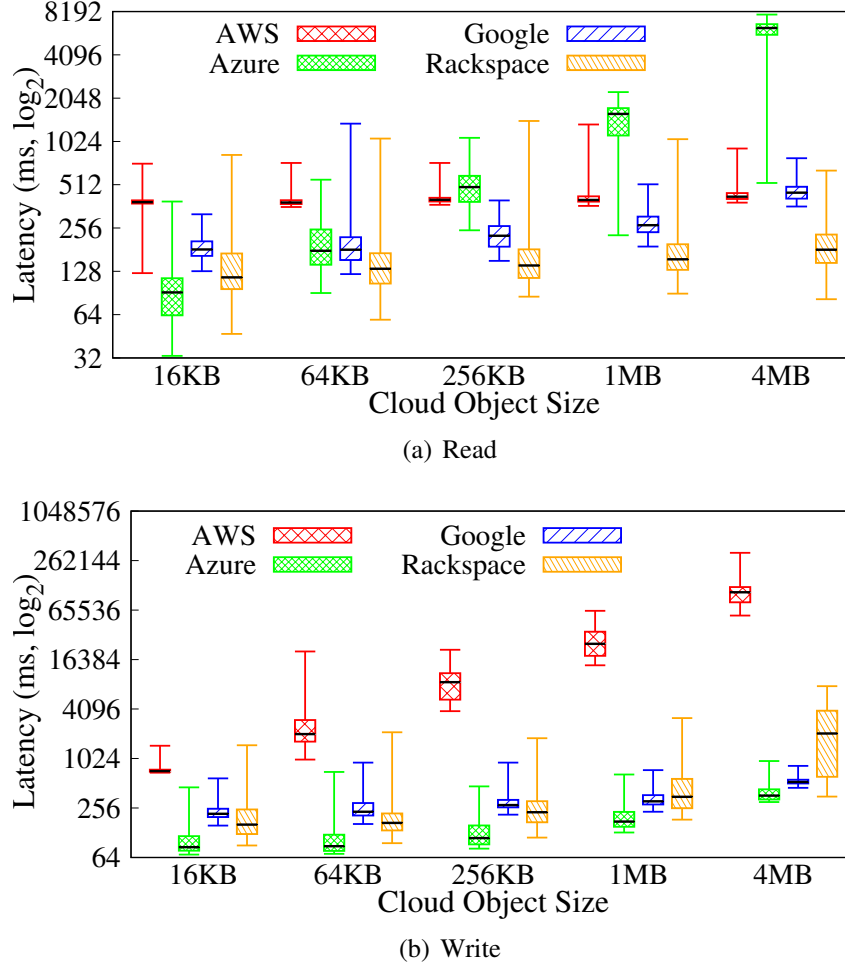 8192
4096
2048
1024
512
256
128
64
32
Latency (ms, log2)
AWS
Azure
Google
Rackspace
16KB 64KB 256KB 1MB 4MB
Cloud Object Size
(a) Read
1048576
262144
65536
16384
4096
1024
256
64
Latency (ms, log2)
AWS
Azure
Google
Rackspace
16KB 64KB 256KB 1MB 4MB
Cloud Object Size
(b) Write